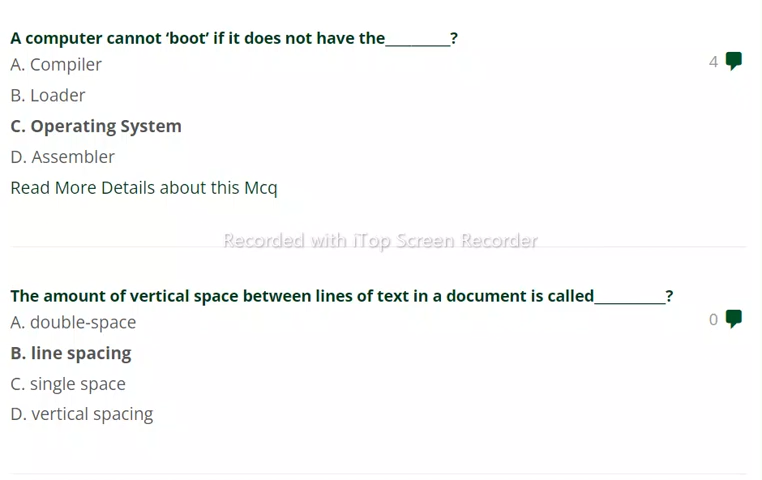 A computer cannot ‘boot’ if it does not have the_________?
4
A. Compiler
B. Loader
C. Operating System
D. Assembler
Read More Details about this Mcq
Recorded with iTop Screen Recorder
The amount of vertical space between lines of text in a document is called__________?
0
A. double-space
B. line spacing
C. single space
D. vertical spacing